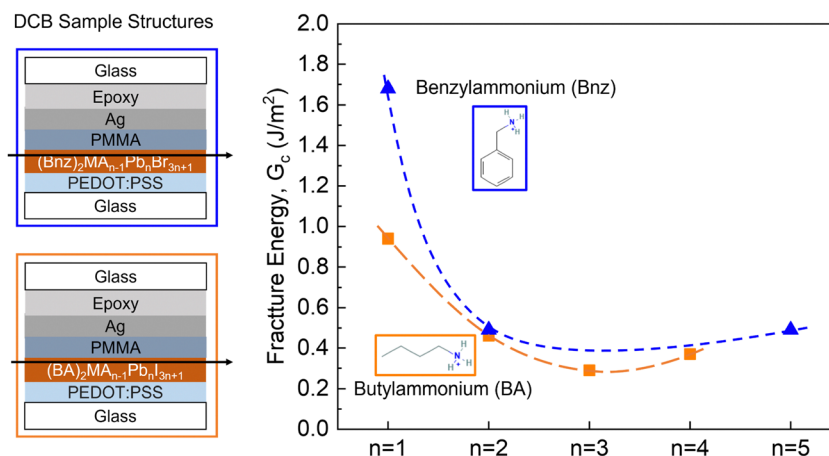 DCB Sample Structures
Glass
Epoxy
Ag
PMMA
(Bnz)₂MAₙ₋₁PbₙBr₃ₙ₊₁
PEDOT:PSS
Glass
Glass
Epoxy
Ag
PMMA
(BA)₂MAₙ₋₁PbₙI₃ₙ₊₁
PEDOT:PSS
Glass
Fractture Energy, G_c (J/m²)
2.0
1.8
1.6
1.4
1.2
1.0
0.8
0.6
0.4
0.2
0.0
Benzylammonium (Bnz)
H
N⁺
H
H
N⁺
H
H
H
Butylammonium (BA)
n=1 n=2 n=3 n=4 n=5